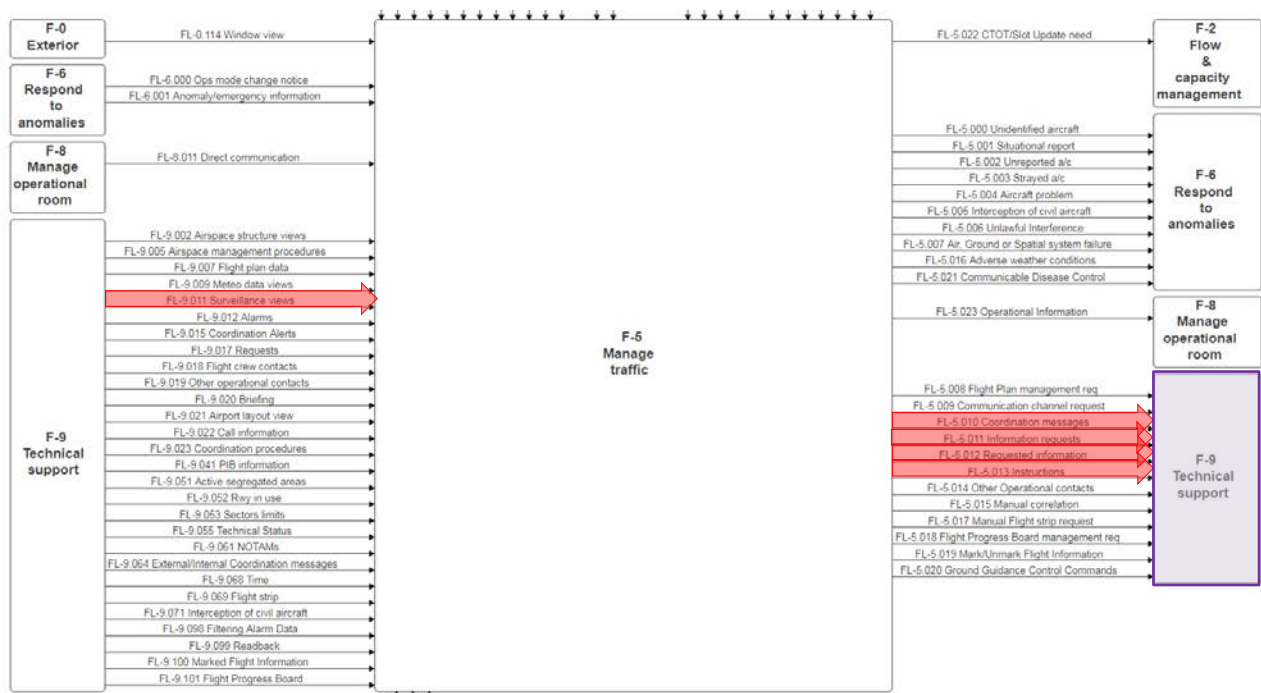 F-0
Exterior
FL-0.114 Window view
F-6
Respond
to
anomalies
FL-6.000 Ops mode change notice
FL-6.001 Anomaly/emergency information
F-8
Manage
operational
room
FL-8.011 Direct communication
F-9
Technical
support
FL-9.002 Airspace structure views
FL-9.005 Airspace management procedures
FL-9.007 Flight plan data
FL-9.009 Meteo data views
FL-9.011 Surveillance views
FL-9.012 Alarms
FL-9.015 Coordination Alerts
FL-9.017 Requests
FL-9.018 Flight crew contacts
FL-9.019 Other operational contacts
FL-9.020 Briefing
FL-9.021 Airport layout view
FL-9.022 Call information
FL-9.023 Coordination procedures
FL-9.041 PIB information
FL-9.051 Active segregated areas
FL-9.052 Rwy in use
FL-9.053 Sectors limits
FL-9.055 Technical Status
FL-9.061 NOTAMs
FL-9.064 External/Internal Coordination messages
FL-9.068 Time
FL-9.069 Flight strip
FL-9.071 Interception of civil aircraft
FL-9.098 Filtering Alarm Data
FL-9.099 Readback
FL-9.100 Marked Flight Information
FL-9.101 Flight Progress Board
F-5
Manage
traffic
FL-5.022 CTOT/Slot Update need
F-2
Flow
&
capacity
management
FL-5.000 Unidentified aircraft
FL-5.001 Situational report
FL-5.002 Unreported a/c
FL-5.003 Strayed a/c
FL-5.004 Aircraft problem
FL-5.005 Interception of civil aircraft
FL-5.006 Unlawful Interference
FL-5.007 Air, Ground or Spatial system failure
FL-5.016 Adverse weather conditions
FL-5.021 Communicable Disease Control
F-6
Respond
to
anomalies
FL-5.023 Operational Information
F-8
Manage
operational
room
FL-5.008 Flight Plan management req
FL-5.009 Communication channel request
FL-5.010 Coordination messages
FL-5.011 Information requests
FL-5.012 Requested information
FL-5.013 Instructions
FL-5.014 Other Operational contacts
FL-5.015 Manual correlation
FL-5.017 Manual Flight strip request
FL-5.018 Flight Progress Board management req
FL-5.019 Mark/Unmark Flight Information
FL-5.020 Ground Guidance Control Commands
F-9
Technical
support